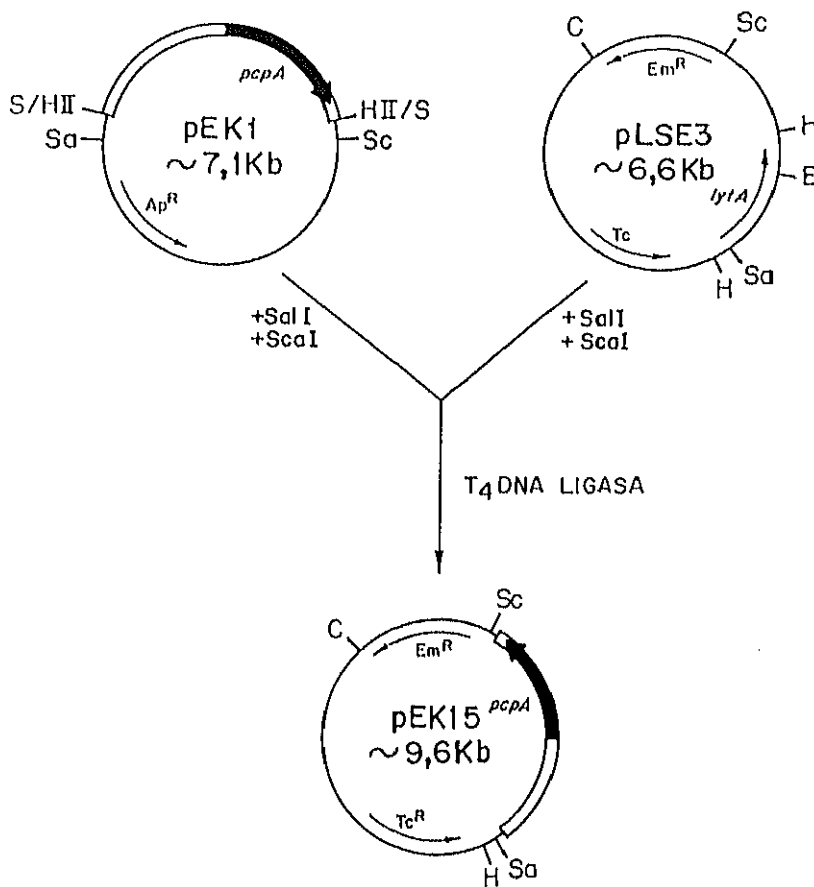 pcpA
S/HII
HII/S
Sa
Sc
pEK1
~7,1Kb
ApR
C
Sc
EmR
H
pLSE3
~6,6Kb
E
lytA
Tc
Sa
H
+SalI
+ScaI
+SalI
+ScaI
T4 DNA LIGASA
Sc
C
EmR
pcpA
pEK15
~9,6Kb
TcR
Sa
H